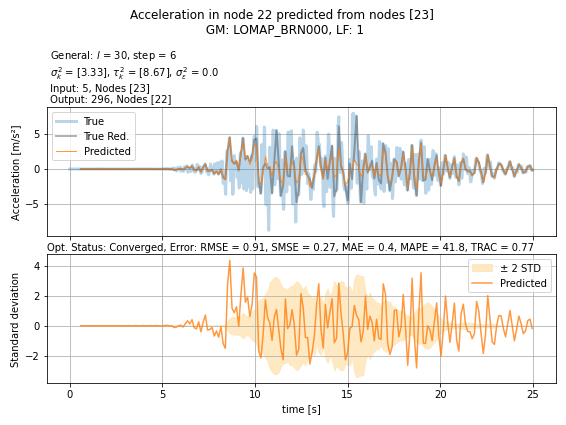 Acceleration in node 22 predicted from nodes [23]
GM: LOMAP_BRN000, LF: 1
General: l = 30, step = 6
σ²ₖ = [3.33], τ²ₖ = [8.67], σ²ε = 0.0
Input: 5, Nodes [23]
Output: 296, Nodes [22]
True
True Red.
Predicted
Acceleration [m/s²]
5
0
−5
Opt. Status: Converged, Error: RMSE = 0.91, SMSE = 0.27, MAE = 0.4, MAPE = 41.8, TRAC = 0.77
± 2 STD
Predicted
Standard deviation
4
2
0
−2
0 5 10 15 20 25
time [s]